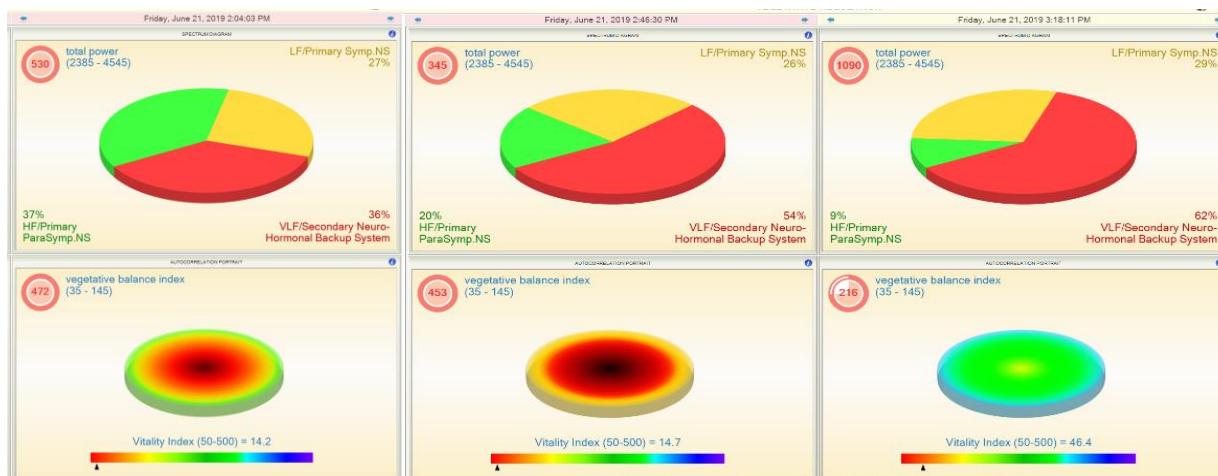 Friday, June 21, 2019 2:04:03 PM
SPECTRUM DIAGRAM
530
total power
(2385 - 4545)
LF/Primary Symp.NS
27%
37%
HF/Primary
ParaSymp.NS
36%
VLF/Secondary Neuro-
Hormonal Backup System
AUTOCORRELATION PORTRAIT
472
vegetative balance index
(35 - 145)
Vitality Index (50-500) = 14.2
Friday, June 21, 2019 2:46:30 PM
SPECTRUM DIAGRAM
345
total power
(2385 - 4545)
LF/Primary Symp.NS
26%
20%
HF/Primary
ParaSymp.NS
54%
VLF/Secondary Neuro-
Hormonal Backup System
AUTOCORRELATION PORTRAIT
453
vegetative balance index
(35 - 145)
Vitality Index (50-500) = 14.7
Friday, June 21, 2019 3:18:11 PM
SPECTRUM DIAGRAM
1090
total power
(2385 - 4545)
LF/Primary Symp.NS
29%
9%
HF/Primary
ParaSymp.NS
62%
VLF/Secondary Neuro-
Hormonal Backup System
AUTOCORRELATION PORTRAIT
216
vegetative balance index
(35 - 145)
Vitality Index (50-500) = 46.4